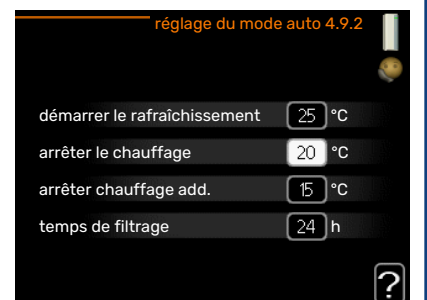 réglage du mode auto 4.9.2
démarrer le rafraîchissement 25 °C
arrêter le chauffage 20 °C
arrêter chauffage add. 15 °C
temps de filtrage 24 h
?